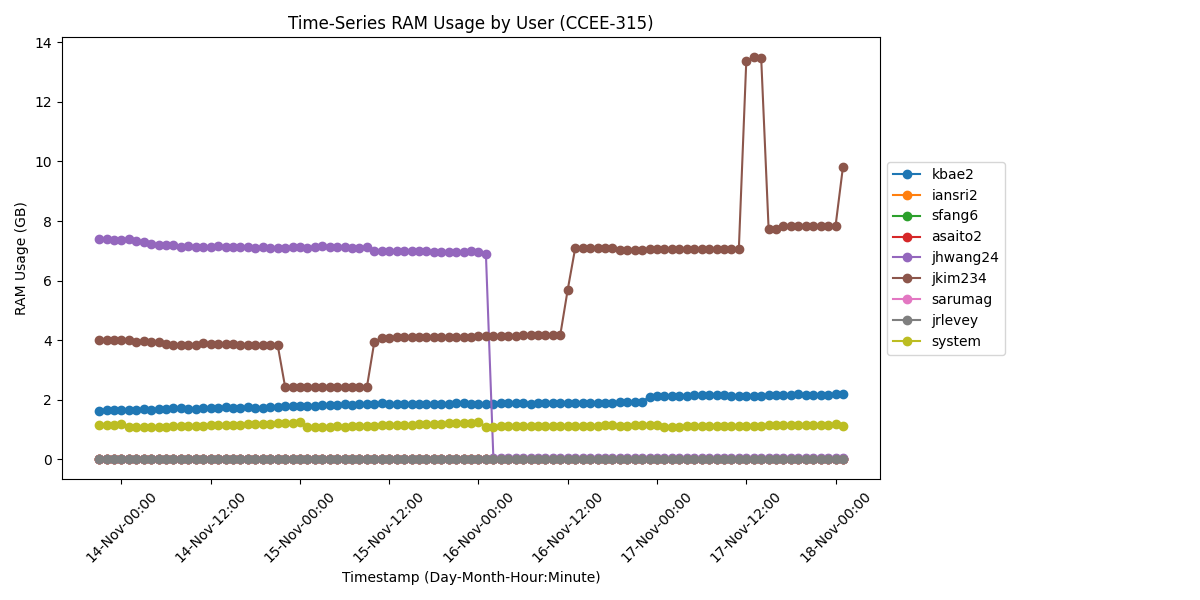 Time-Series RAM Usage by User (CCEE-315)
14
12
10
8
6
4
2
0
RAM Usage (GB)
14-Nov-00:00
14-Nov-12:00
15-Nov-00:00
15-Nov-12:00
16-Nov-00:00
16-Nov-12:00
17-Nov-00:00
17-Nov-12:00
18-Nov-00:00
Timestamp (Day-Month-Hour:Minute)
kbae2
iansri2
sfang6
asaito2
jhwang24
jkim234
sarumag
jrlevey
system